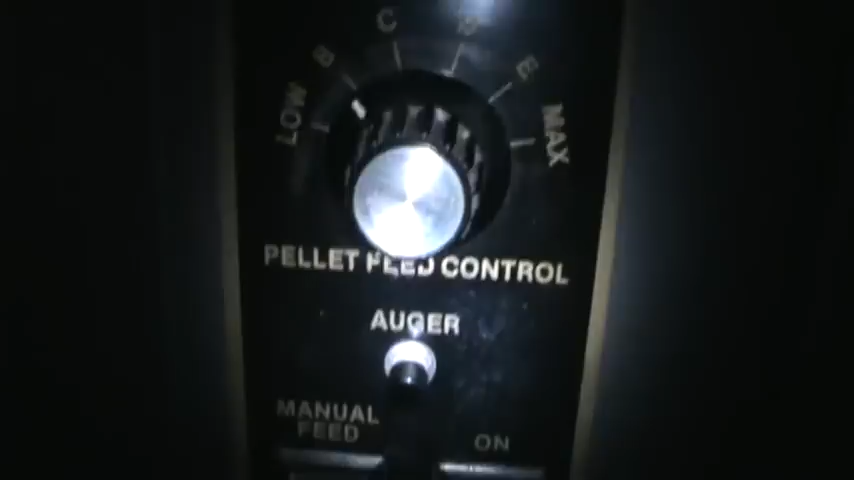 LOW B C D E MAX
PELLET FEED CONTROL
AUGER
MANUAL
FEED
ON